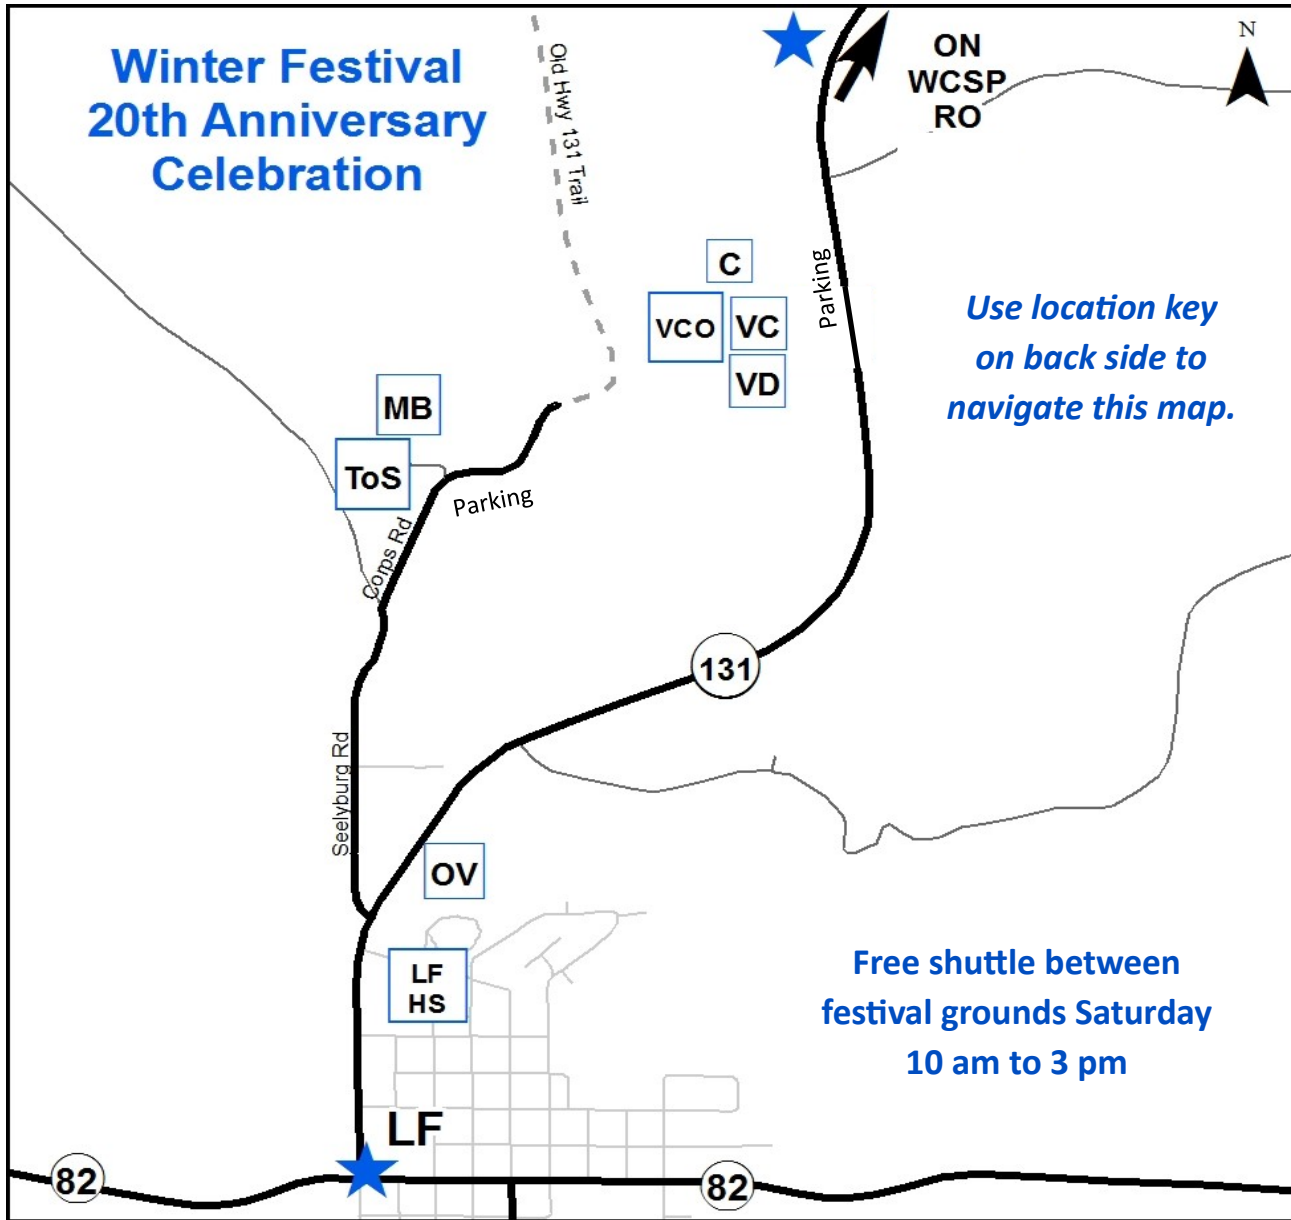 Winter Festival
20th Anniversary
Celebration
Old Hwy 131 Trail
ON
WCSP
RO
N
C
VCO
VC
VD
Parking
Use location key
on back side to
navigate this map.
MB
ToS
Parking
Corps Rd
131
Seelyburg Rd
OV
LF
HS
Free shuttle between
festival grounds Saturday
10 am to 3 pm
LF
82
82